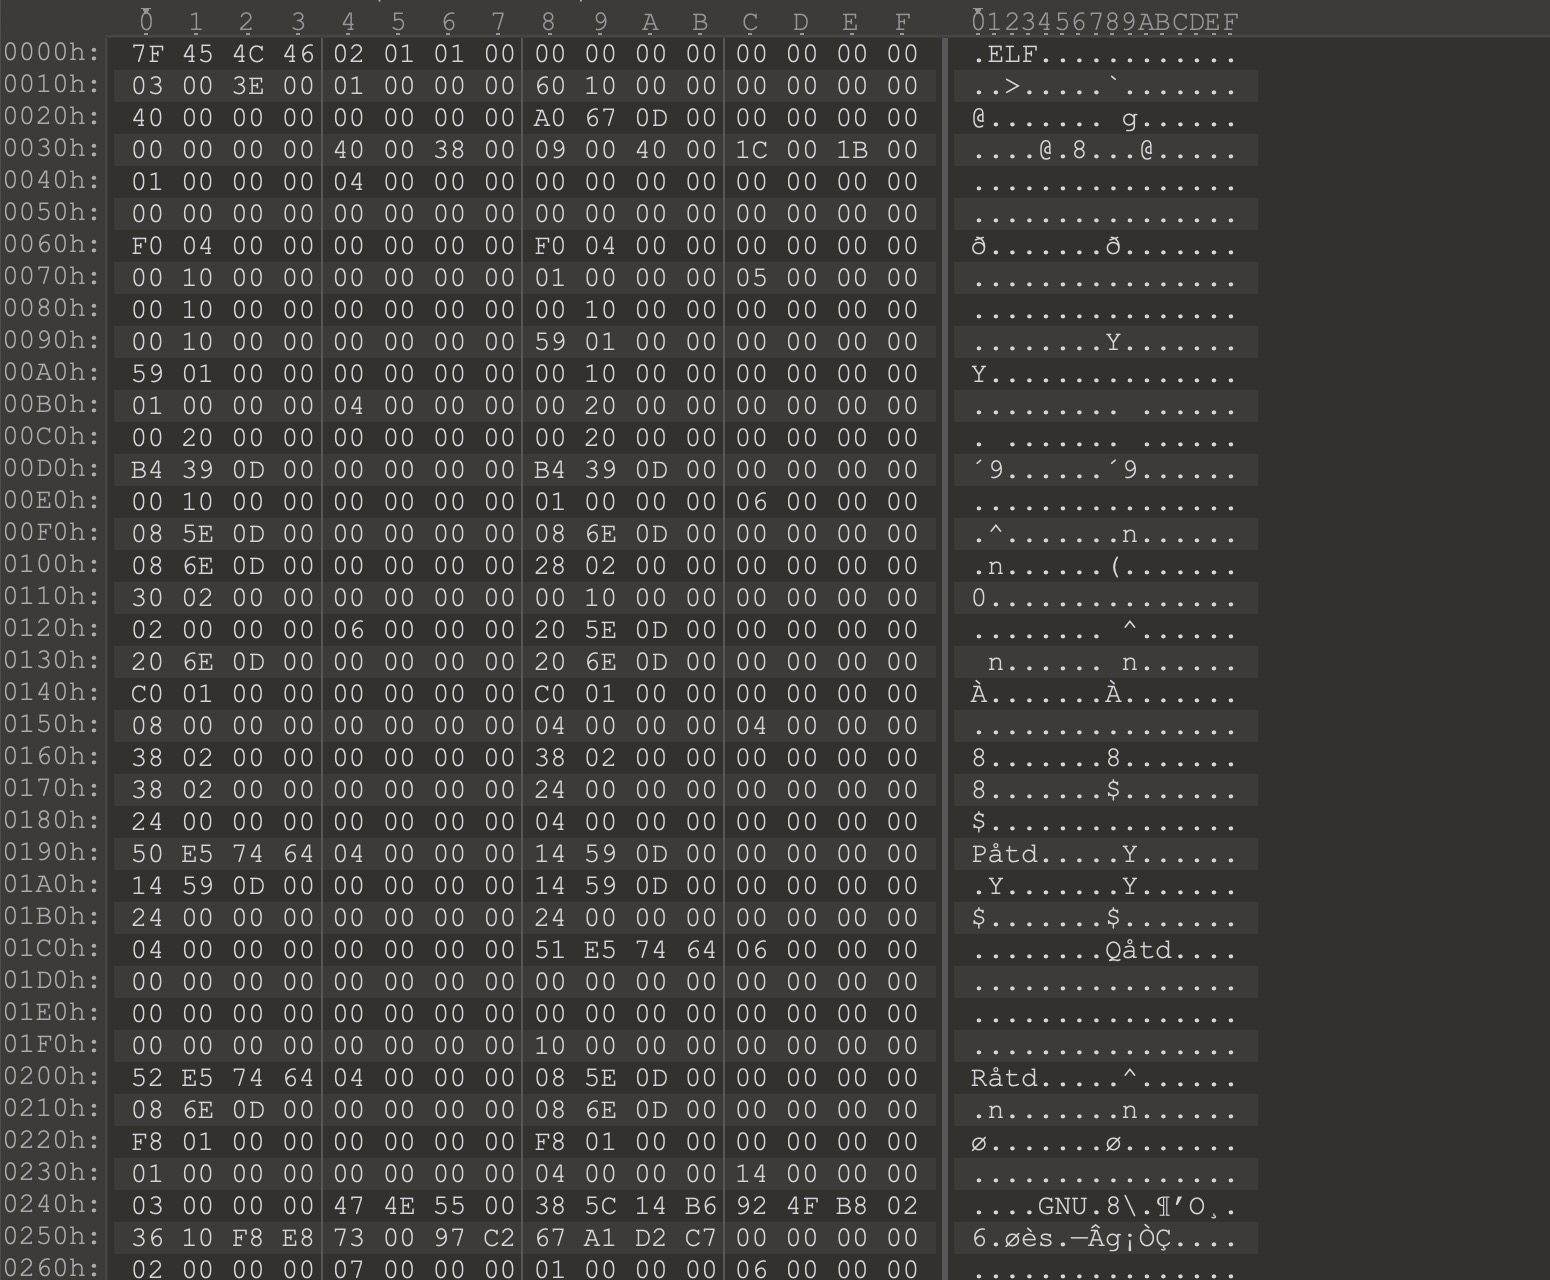 0 1 2 3 4 5 6 7 8 9 A B C D E F 0123456789ABCDEF
0000h: 7F 45 4C 46 02 01 01 00 00 00 00 00 00 00 00 00 .ELF............
0010h: 03 00 3E 00 01 00 00 00 60 10 00 00 00 00 00 00 ..>.....`.......
0020h: 40 00 00 00 00 00 00 00 A0 67 0D 00 00 00 00 00 @....... g......
0030h: 00 00 00 00 40 00 38 00 09 00 40 00 1C 00 1B 00 ....@.8...@.....
0040h: 01 00 00 00 04 00 00 00 00 00 00 00 00 00 00 00 ................
0050h: 00 00 00 00 00 00 00 00 00 00 00 00 00 00 00 00 ................
0060h: F0 04 00 00 00 00 00 00 F0 04 00 00 00 00 00 00 ð.......ð.......
0070h: 00 10 00 00 00 00 00 00 01 00 00 00 05 00 00 00 ................
0080h: 00 10 00 00 00 00 00 00 00 10 00 00 00 00 00 00 ................
0090h: 00 10 00 00 00 00 00 00 59 01 00 00 00 00 00 00 ........Y.......
00A0h: 59 01 00 00 00 00 00 00 00 10 00 00 00 00 00 00 Y...............
00B0h: 01 00 00 00 04 00 00 00 00 20 00 00 00 00 00 00 ......... ......
00C0h: 00 20 00 00 00 00 00 00 00 20 00 00 00 00 00 00 . ....... ......
00D0h: B4 39 0D 00 00 00 00 00 B4 39 0D 00 00 00 00 00 ´9......´9......
00E0h: 00 10 00 00 00 00 00 00 01 00 00 00 06 00 00 00 ................
00F0h: 08 5E 0D 00 00 00 00 00 08 6E 0D 00 00 00 00 00 .^.......n......
0100h: 08 6E 0D 00 00 00 00 00 28 02 00 00 00 00 00 00 .n......(.......
0110h: 30 02 00 00 00 00 00 00 00 10 00 00 00 00 00 00 0...............
0120h: 02 00 00 00 06 00 00 00 20 5E 0D 00 00 00 00 00 ........ ^......
0130h: 20 6E 0D 00 00 00 00 00 20 6E 0D 00 00 00 00 00  n...... n......
0140h: C0 01 00 00 00 00 00 00 C0 01 00 00 00 00 00 00 À.......À.......
0150h: 08 00 00 00 00 00 00 00 04 00 00 00 04 00 00 00 ................
0160h: 38 02 00 00 00 00 00 00 38 02 00 00 00 00 00 00 8.......8.......
0170h: 38 02 00 00 00 00 00 00 24 00 00 00 00 00 00 00 8.......$.......
0180h: 24 00 00 00 00 00 00 00 04 00 00 00 00 00 00 00 $...............
0190h: 50 E5 74 64 04 00 00 00 14 59 0D 00 00 00 00 00 Påtd.....Y......
01A0h: 14 59 0D 00 00 00 00 00 14 59 0D 00 00 00 00 00 .Y.......Y......
01B0h: 24 00 00 00 00 00 00 00 24 00 00 00 00 00 00 00 $.......$.......
01C0h: 04 00 00 00 00 00 00 00 51 E5 74 64 06 00 00 00 ........Qåtd....
01D0h: 00 00 00 00 00 00 00 00 00 00 00 00 00 00 00 00 ................
01E0h: 00 00 00 00 00 00 00 00 00 00 00 00 00 00 00 00 ................
01F0h: 00 00 00 00 00 00 00 00 10 00 00 00 00 00 00 00 ................
0200h: 52 E5 74 64 04 00 00 00 08 5E 0D 00 00 00 00 00 Råtd.....^......
0210h: 08 6E 0D 00 00 00 00 00 08 6E 0D 00 00 00 00 00 .n.......n......
0220h: F8 01 00 00 00 00 00 00 F8 01 00 00 00 00 00 00 ø.......ø.......
0230h: 01 00 00 00 00 00 00 00 04 00 00 00 14 00 00 00 ................
0240h: 03 00 00 00 47 4E 55 00 38 5C 14 B6 92 4F B8 02 ....GNU.8\.¶’O¸.
0250h: 36 10 F8 E8 73 00 97 C2 67 A1 D2 C7 00 00 00 00 6.øès.—Âg¡ÒÇ....
0260h: 02 00 00 00 07 00 00 00 01 00 00 00 06 00 00 00 ................